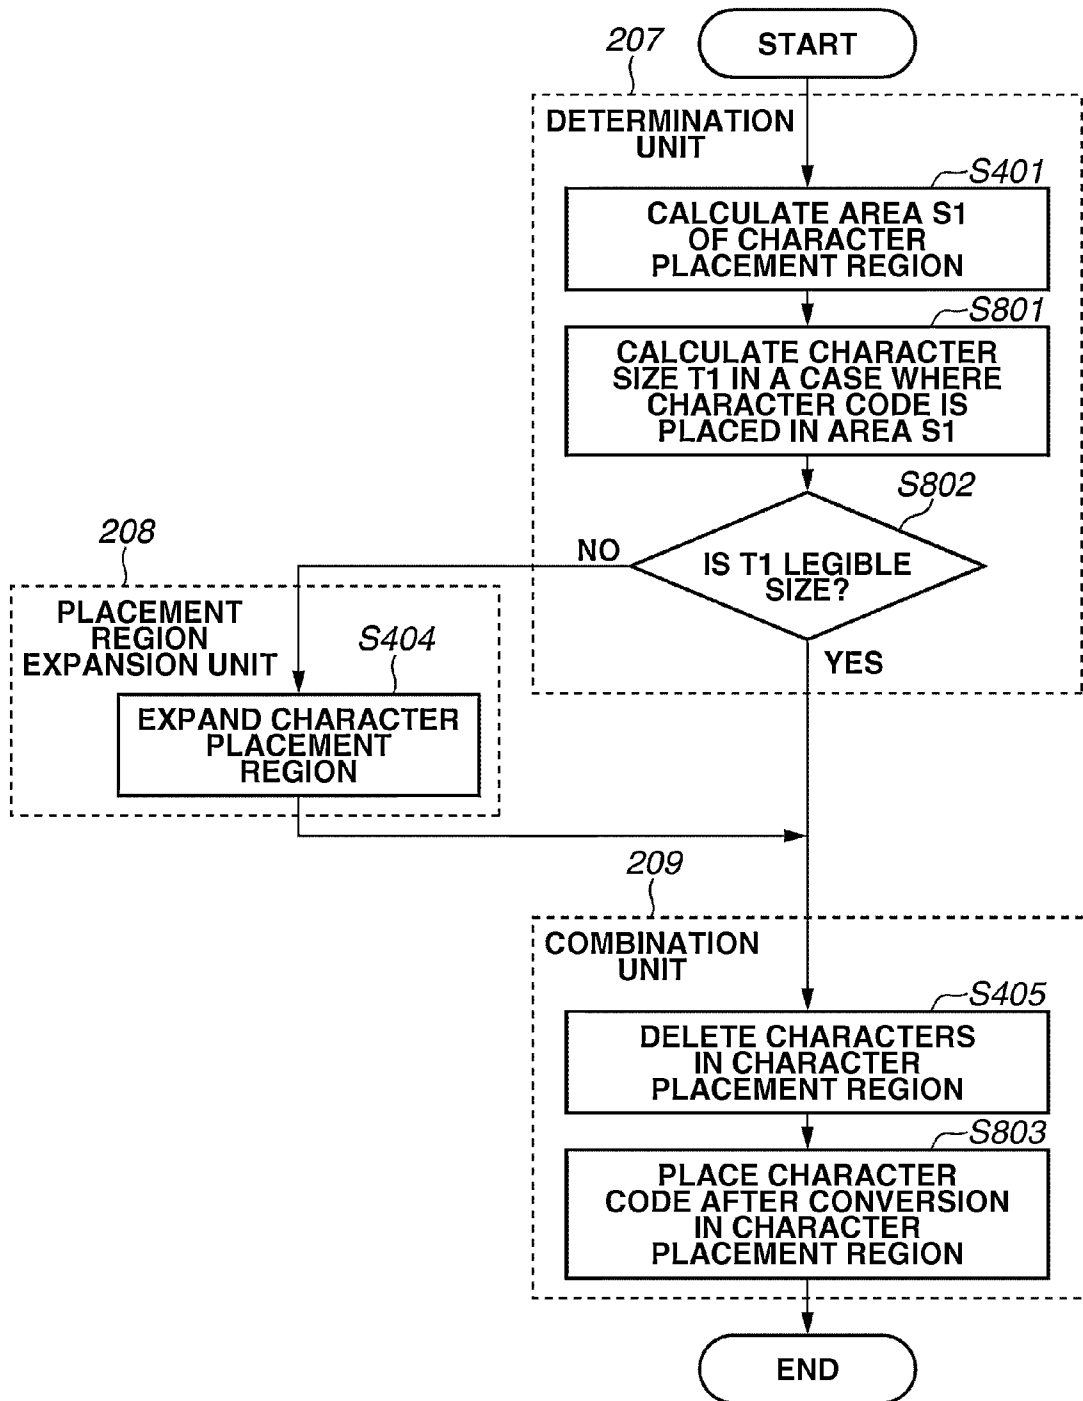 START
207
DETERMINATION
UNIT
S401
CALCULATE AREA S1
OF CHARACTER
PLACEMENT REGION
S801
CALCULATE CHARACTER
SIZE T1 IN A CASE WHERE
CHARACTER CODE IS
PLACED IN AREA S1
S802
IS T1 LEGIBLE
SIZE?
NO
YES
208
PLACEMENT
REGION
EXPANSION UNIT
S404
EXPAND CHARACTER
PLACEMENT
REGION
209
COMBINATION
UNIT
S405
DELETE CHARACTERS
IN CHARACTER
PLACEMENT REGION
S803
PLACE CHARACTER
CODE AFTER CONVERSION
IN CHARACTER
PLACEMENT REGION
END